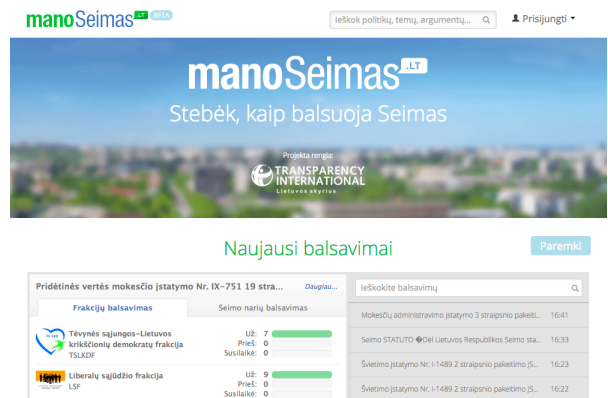 manoSeimas.LT BETA
Ieškok politikų, temų, argumentų...
Prisijungti
manoSeimas.LT
Stebėk, kaip balsuoja Seimas
Projekta rengia:
TRANSPARENCY
INTERNATIONAL
Lietuvos skyrius
Naujausi balsavimai
Paremk!
Pridėtinės vertės mokesčio įstatymo Nr. IX-751 19 stra... Daugiau...
Frakcijų balsavimas
Seimo narių balsavimas
Tėvynės sąjungos–Lietuvos
krikščionių demokratų frakcija
TSLKDF
Už: 7
Prieš: 0
Susilaikė: 0
Liberalų sąjūdžio frakcija
LSF
Už: 9
Prieš: 0
Susilaikė: 0
Ieškokite balsavimų
Mokesčių administravimo įstatymo 3 straipsnio pakeiti... 16:41
Seimo STATUTO �Dėl Lietuvos Respublikos Seimo sta... 16:33
Švietimo įstatymo Nr. I-1489 2 straipsnio pakeitimo ĮS... 16:23
Švietimo įstatymo Nr. I-1489 2 straipsnio pakeitimo ĮS... 16:22